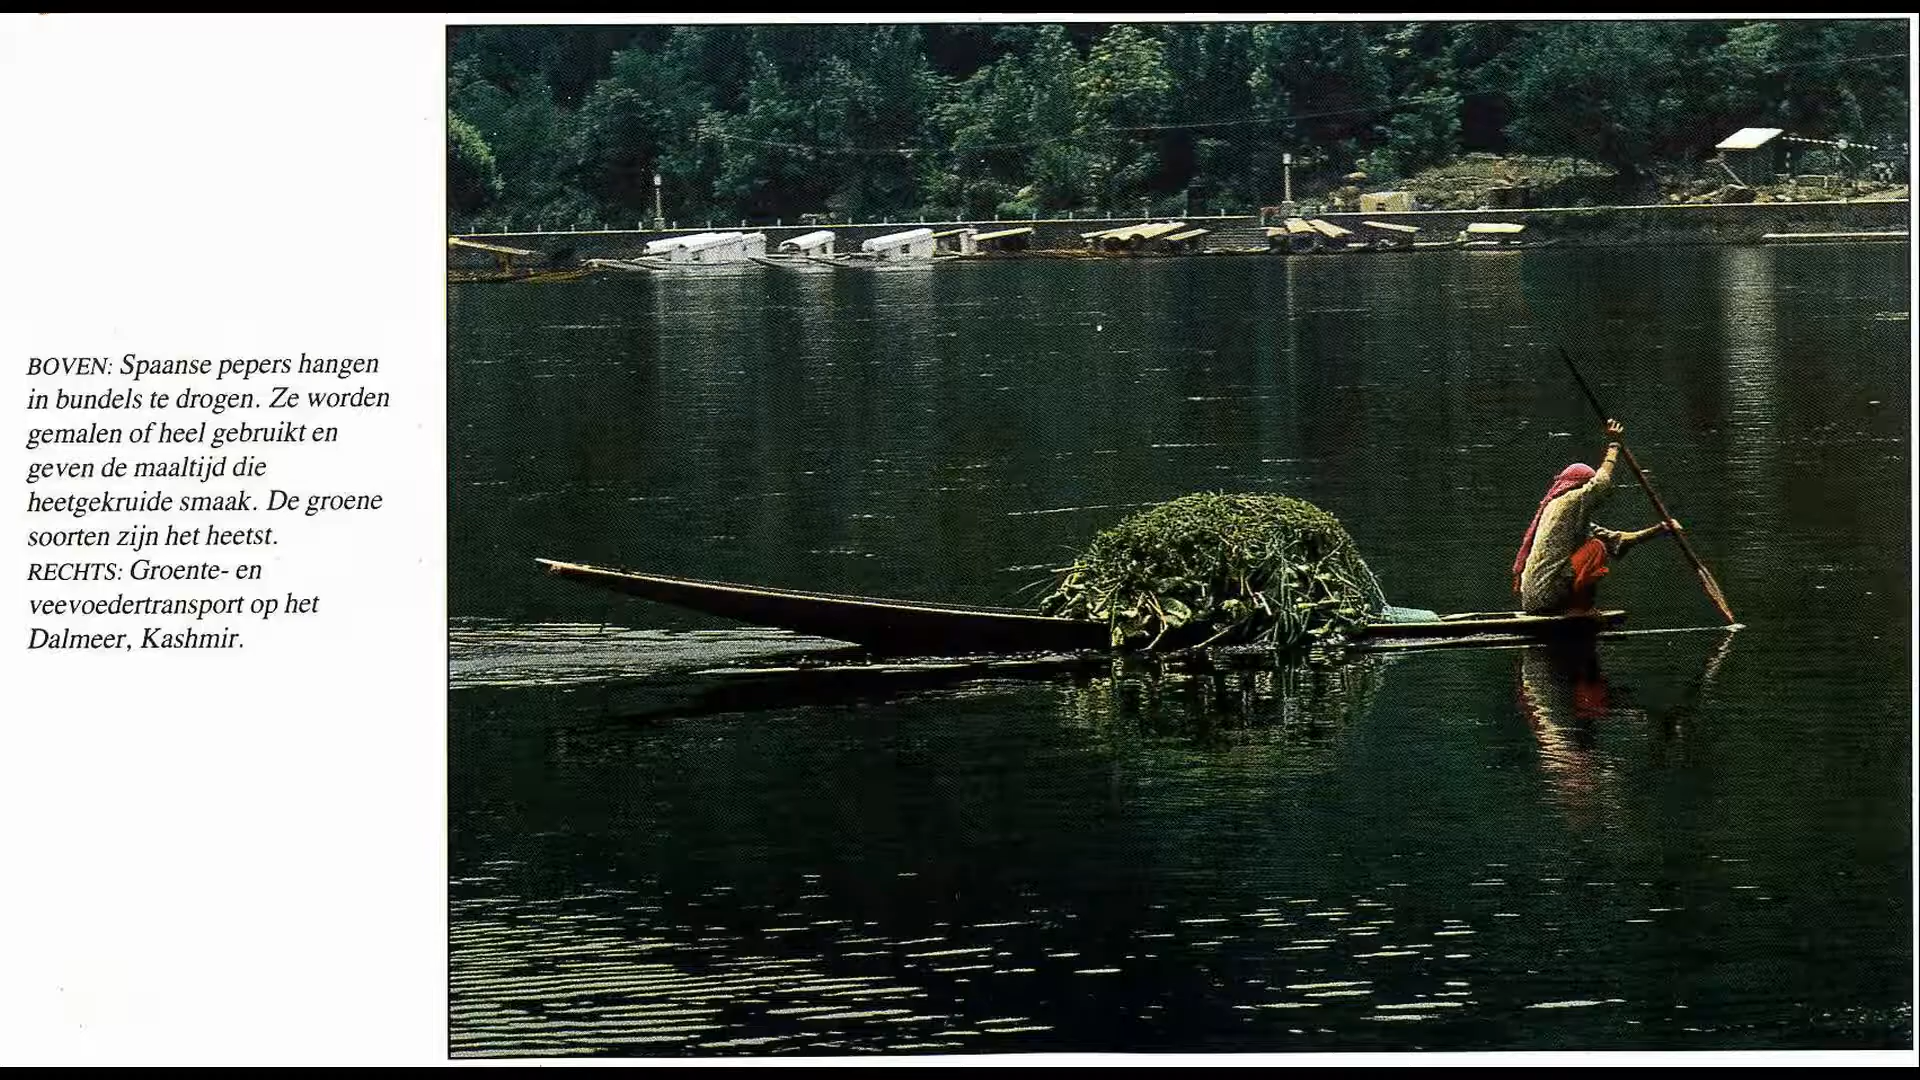 BOVEN: Spaanse pepers hangen
in bundels te drogen. Ze worden
gemalen of heel gebruikt en
geven de maaltijd die
heetgekruide smaak. De groene
soorten zijn het heetst.
RECHTS: Groente- en
veevoedertransport op het
Dalmeer, Kashmir.